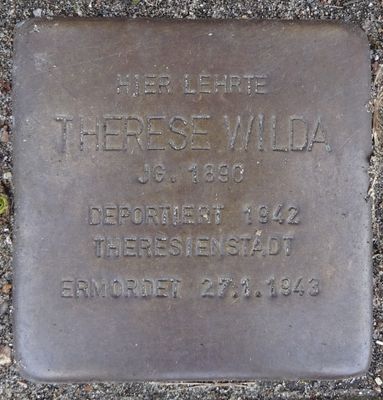 HIER LEHRTE
THERESE WILDA
JG. 1890
DEPORTIERT 1942
THERESIENSTADT
ERMORDET 27.1.1943